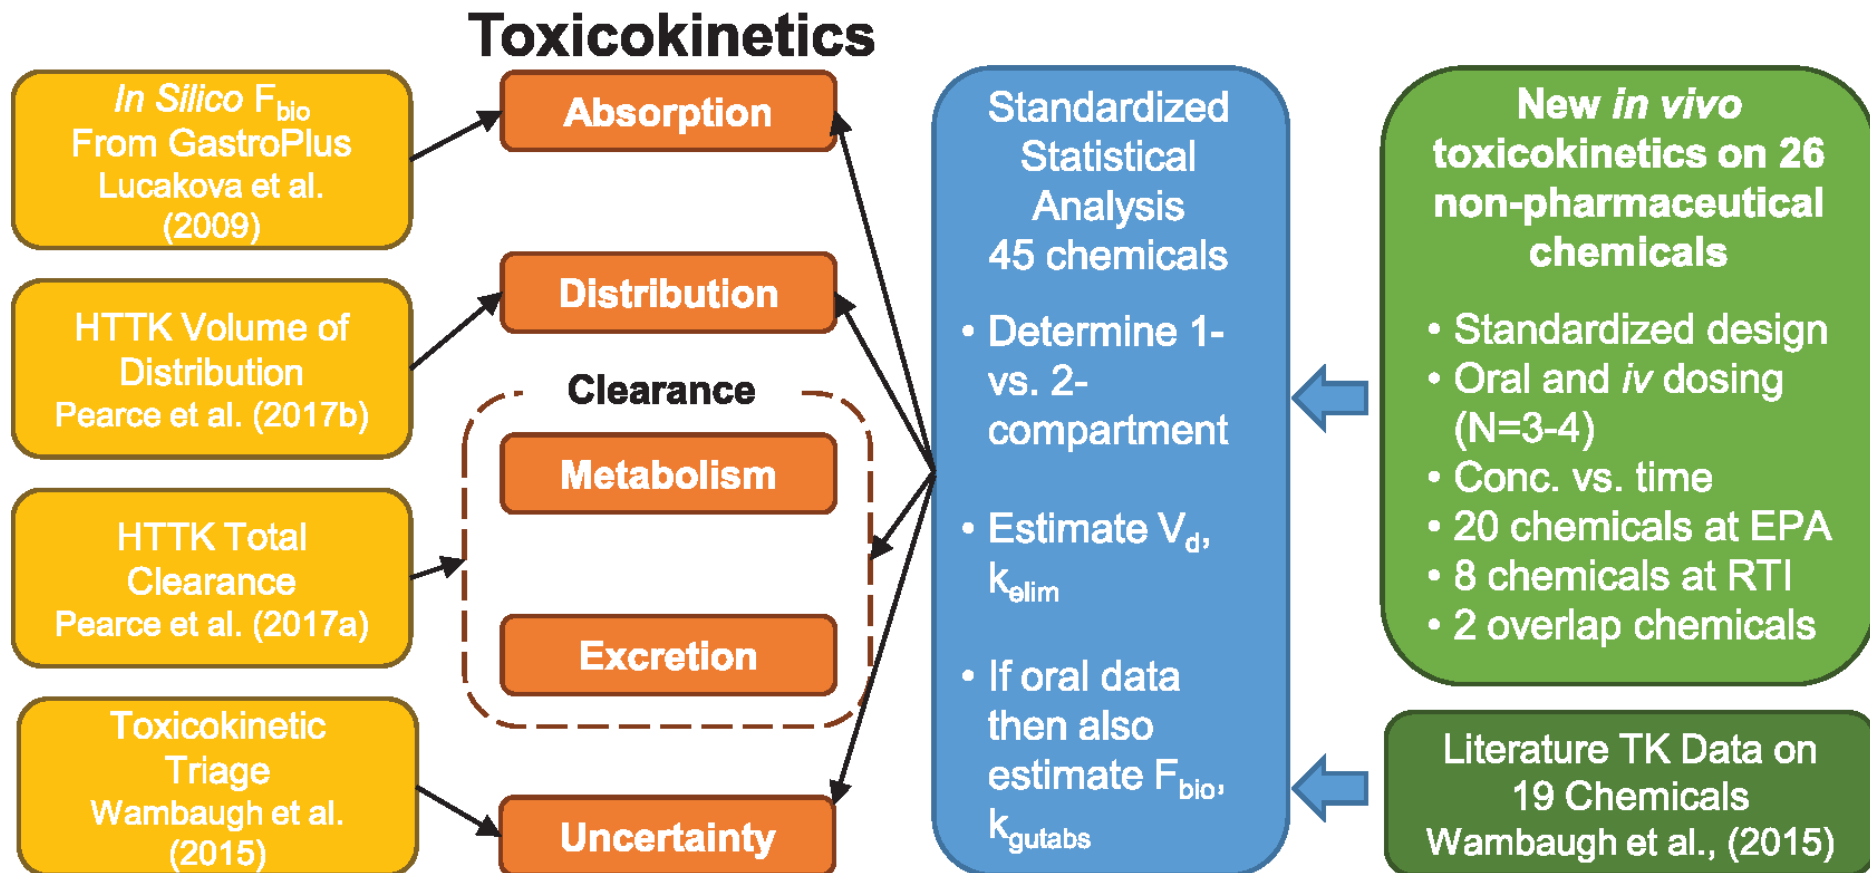 Toxicokinetics
In Silico Fbio
From GastroPlus
Lucakova et al.
(2009)
HTTK Volume of
Distribution
Pearce et al. (2017b)
HTTK Total
Clearance
Pearce et al. (2017a)
Toxicokinetic
Triage
Wambaugh et al.
(2015)
Absorption
Distribution
Clearance
Metabolism
Excretion
Uncertainty
Standardized
Statistical
Analysis
45 chemicals
• Determine 1-
vs. 2-
compartment
• Estimate Vd,
kelim
• If oral data
then also
estimate Fbio,
kgutabs
New in vivo
toxicokinetics on 26
non-pharmaceutical
chemicals
• Standardized design
• Oral and iv dosing
(N=3-4)
• Conc. vs. time
• 20 chemicals at EPA
• 8 chemicals at RTI
• 2 overlap chemicals
Literature TK Data on
19 Chemicals
Wambaugh et al., (2015)